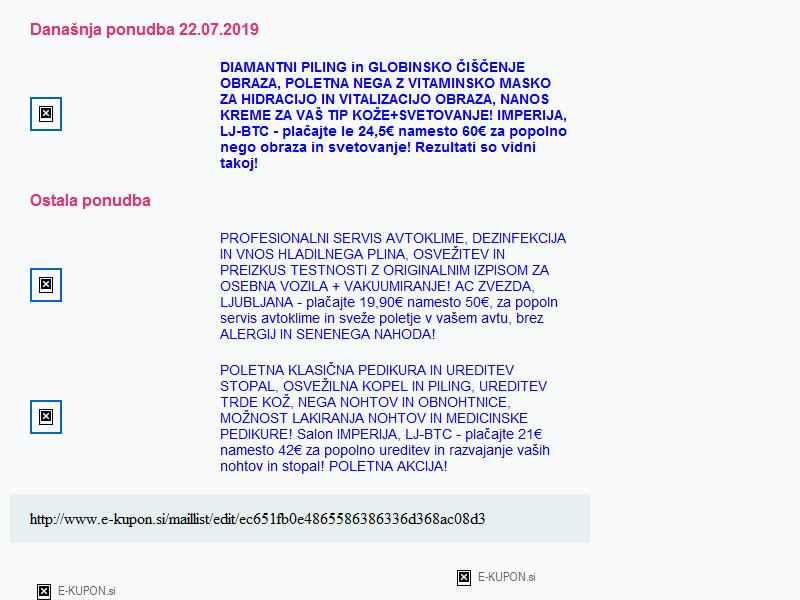 Današnja ponudba 22.07.2019
DIAMANTNI PILING in GLOBINSKO ČIŠČENJE
OBRAZA, POLETNA NEGA Z VITAMINSKO MASKO
ZA HIDRACIJO IN VITALIZACIJO OBRAZA, NANOS
KREME ZA VAŠ TIP KOŽE+SVETOVANJE! IMPERIJA,
LJ-BTC - plačajte le 24,5€ namesto 60€ za popolno
nego obraza in svetovanje! Rezultati so vidni
takoj!
Ostala ponudba
PROFESIONALNI SERVIS AVTOKLIME, DEZINFEKCIJA
IN VNOS HLADILNEGA PLINA, OSVEŽITEV IN
PREIZKUS TESTNOSTI Z ORIGINALNIM IZPISOM ZA
OSEBNA VOZILA + VAKUUMIRANJE! AC ZVEZDA,
LJUBLJANA - plačajte 19,90€ namesto 50€, za popoln
servis avtoklime in sveže poletje v vašem avtu, brez
ALERGIJ IN SENENEGA NAHODA!
POLETNA KLASIČNA PEDIKURA IN UREDITEV
STOPAL, OSVEŽILNA KOPEL IN PILING, UREDITEV
TRDE KOŽ, NEGA NOHTOV IN OBNOHTNICE,
MOŽNOST LAKIRANJA NOHTOV IN MEDICINSKE
PEDIKURE! Salon IMPERIJA, LJ-BTC - plačajte 21€
namesto 42€ za popolno ureditev in razvajanje vaših
nohtov in stopal! POLETNA AKCIJA!
http://www.e-kupon.si/maillist/edit/ec651fb0e4865586386336d368ac08d3
E-KUPON.si
E-KUPON.si